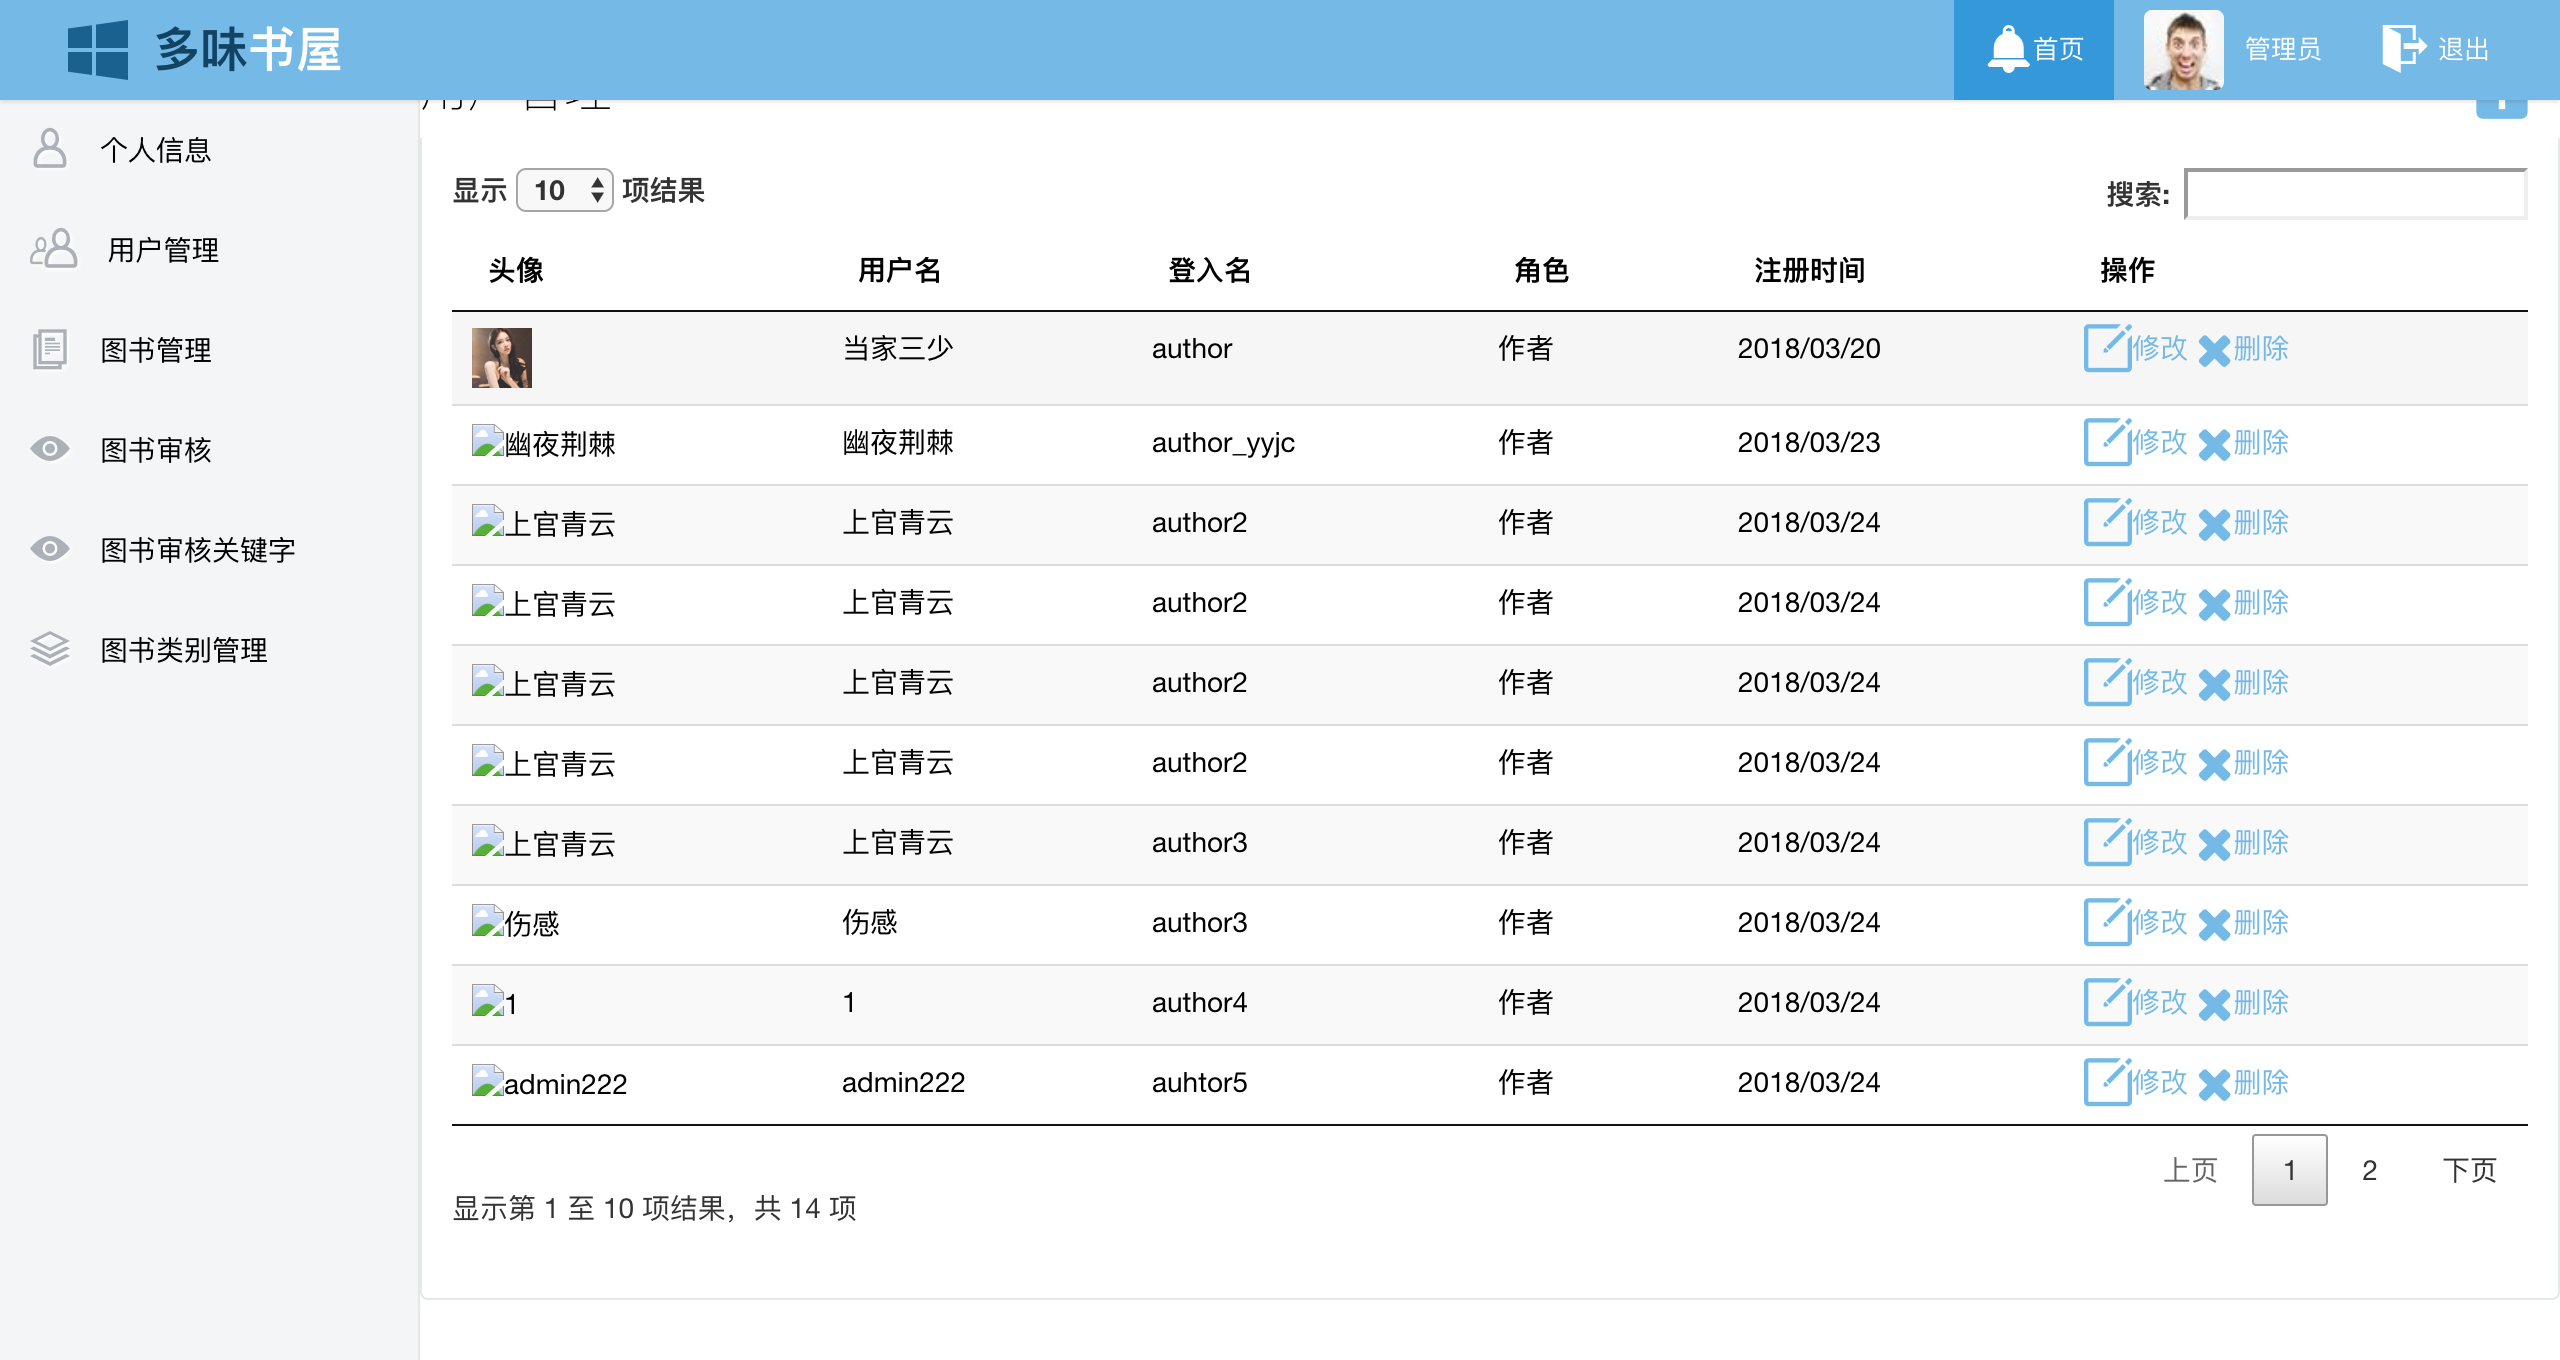 多味书屋
首页
管理员
退出
用户管理
个人信息
用户管理
图书管理
图书审核
图书审核关键字
图书类别管理
显示 10 项结果
搜索:
头像 用户名 登入名 角色 注册时间 操作
当家三少 author 作者 2018/03/20 修改 删除
幽夜荆棘 幽夜荆棘 author_yyjc 作者 2018/03/23 修改 删除
上官青云 上官青云 author2 作者 2018/03/24 修改 删除
上官青云 上官青云 author2 作者 2018/03/24 修改 删除
上官青云 上官青云 author2 作者 2018/03/24 修改 删除
上官青云 上官青云 author2 作者 2018/03/24 修改 删除
上官青云 上官青云 author3 作者 2018/03/24 修改 删除
伤感 伤感 author3 作者 2018/03/24 修改 删除
1 1 author4 作者 2018/03/24 修改 删除
admin222 admin222 auhtor5 作者 2018/03/24 修改 删除
上页 1 2 下页
显示第 1 至 10 项结果，共 14 项